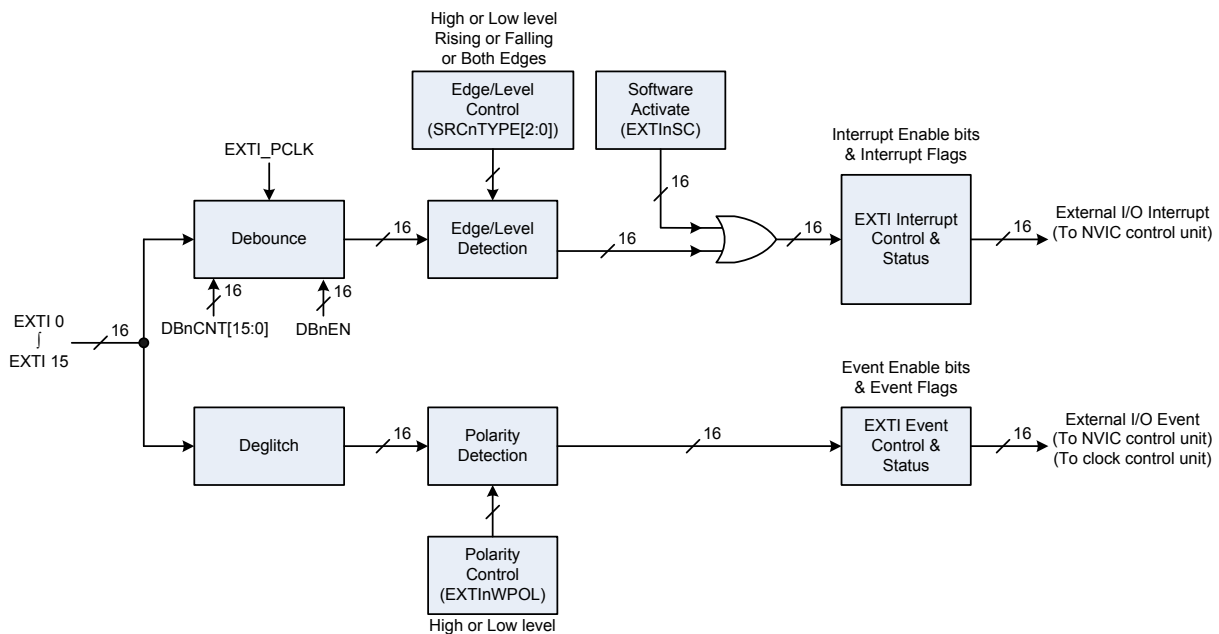 High or Low level
Rising or Falling
or Both Edges
Edge/Level
Control
(SRCnTYPE[2:0])
Software
Activate
(EXTInSC)
Interrupt Enable bits
& Interrupt Flags
EXTI_PCLK
16
Debounce
16
Edge/Level
Detection
16
16
EXTI Interrupt
Control &
Status
16
External I/O Interrupt
(To NVIC control unit)
16
16
DBnCNT[15:0]
DBnEN
EXTI 0
∫
EXTI 15
16
Event Enable bits
& Event Flags
Deglitch
16
Polarity
Detection
16
EXTI Event
Control &
Status
16
External I/O Event
(To NVIC control unit)
(To clock control unit)
Polarity
Control
(EXTInWPOL)
High or Low level